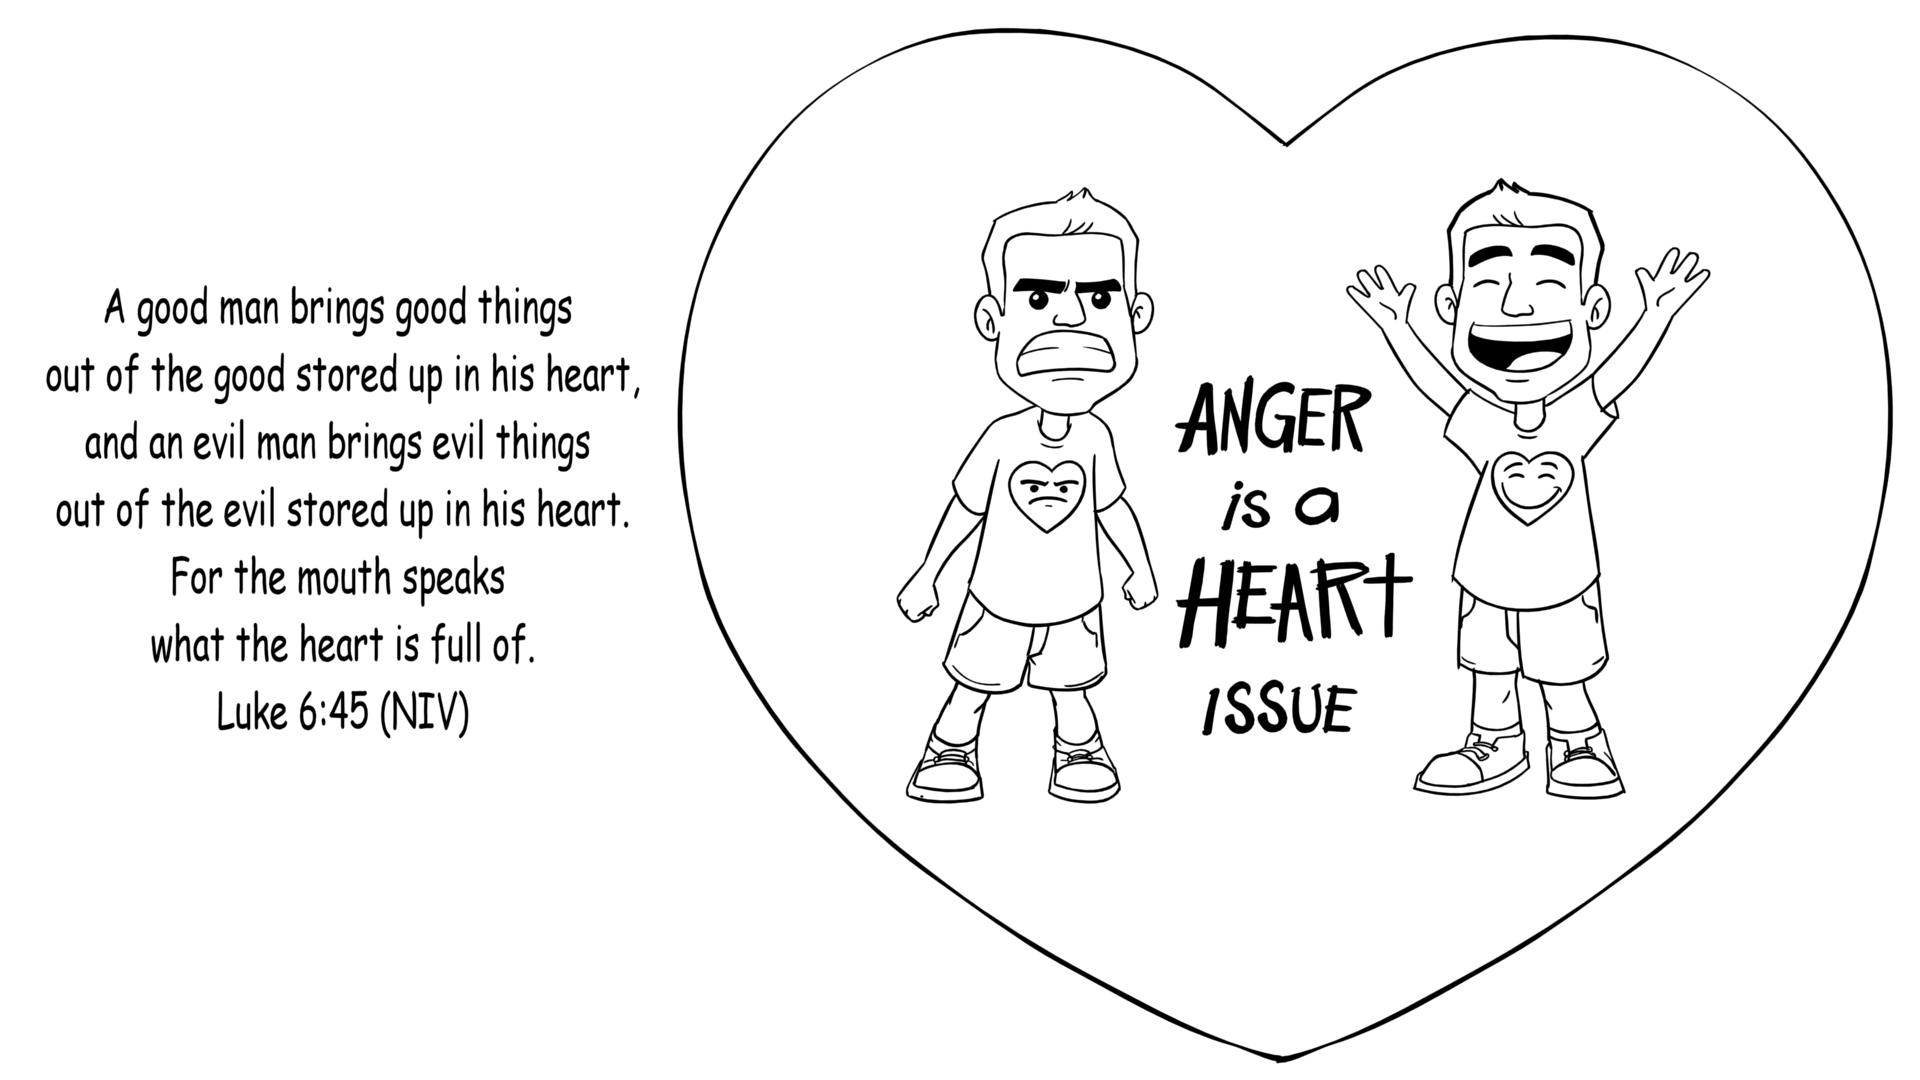 A good man brings good things
out of the good stored up in his heart,
and an evil man brings evil things
out of the evil stored up in his heart.
For the mouth speaks
what the heart is full of.
Luke 6:45 (NIV)
ANGER
is a
HEART
ISSUE